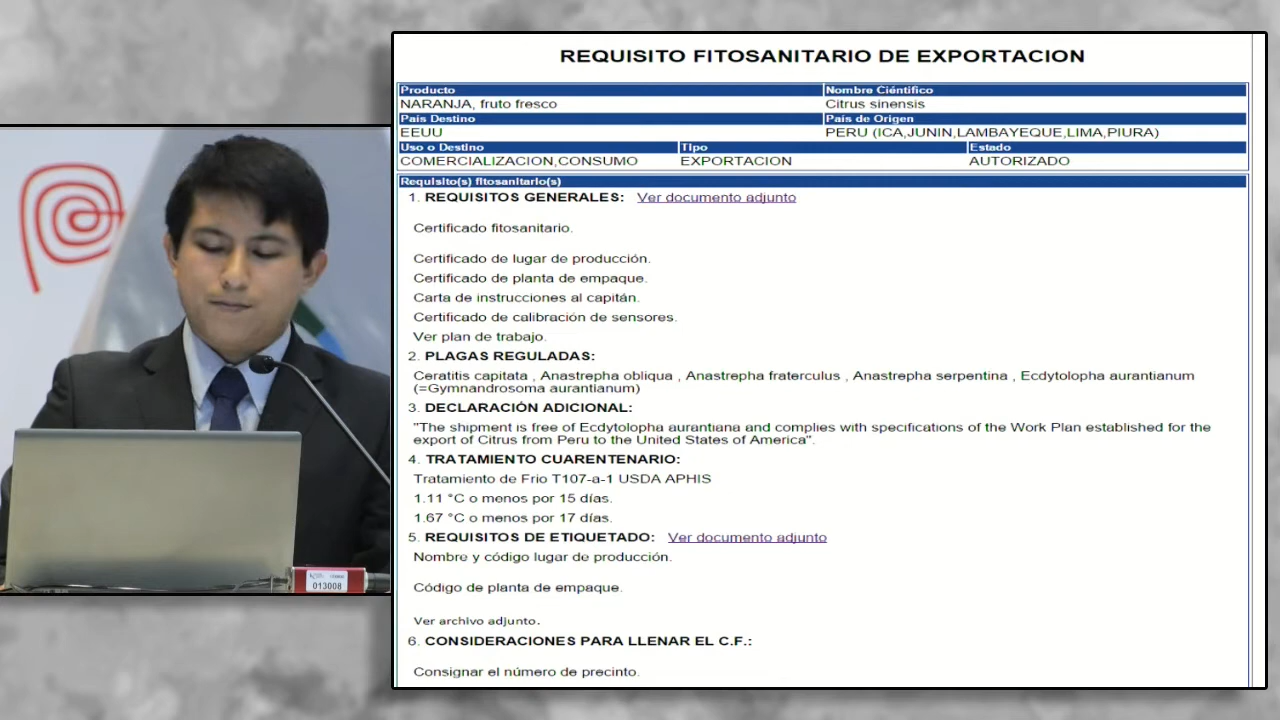 REQUISITO FITOSANITARIO DE EXPORTACION
Producto Nombre Ciéntifico
NARANJA, fruto fresco Citrus sinensis
País Destino País de Origen
EEUU PERU (ICA,JUNIN,LAMBAYEQUE,LIMA,PIURA)
Uso o Destino Tipo Estado
COMERCIALIZACION,CONSUMO EXPORTACION AUTORIZADO
Requisito(s) fitosanitario(s)
1. REQUISITOS GENERALES: Ver documento adjunto
Certificado fitosanitario.
Certificado de lugar de producción.
Certificado de planta de empaque.
Carta de instrucciones al capitán.
Certificado de calibración de sensores.
Ver plan de trabajo.
2. PLAGAS REGULADAS:
Ceratitis capitata , Anastrepha obliqua , Anastrepha fraterculus , Anastrepha serpentina , Ecdytolopha aurantianum
(=Gymnandrosoma aurantianum)
3. DECLARACIÓN ADICIONAL:
"The shipment is free of Ecdytolopha aurantiana and complies with specifications of the Work Plan established for the
export of Citrus from Peru to the United States of America".
4. TRATAMIENTO CUARENTENARIO:
Tratamiento de Frio T107-a-1 USDA APHIS
1.11 °C o menos por 15 días.
1.67 °C o menos por 17 días.
5. REQUISITOS DE ETIQUETADO: Ver documento adjunto
Nombre y código lugar de producción.
Código de planta de empaque.
Ver archivo adjunto.
6. CONSIDERACIONES PARA LLENAR EL C.F.:
Consignar el número de precinto.
013008